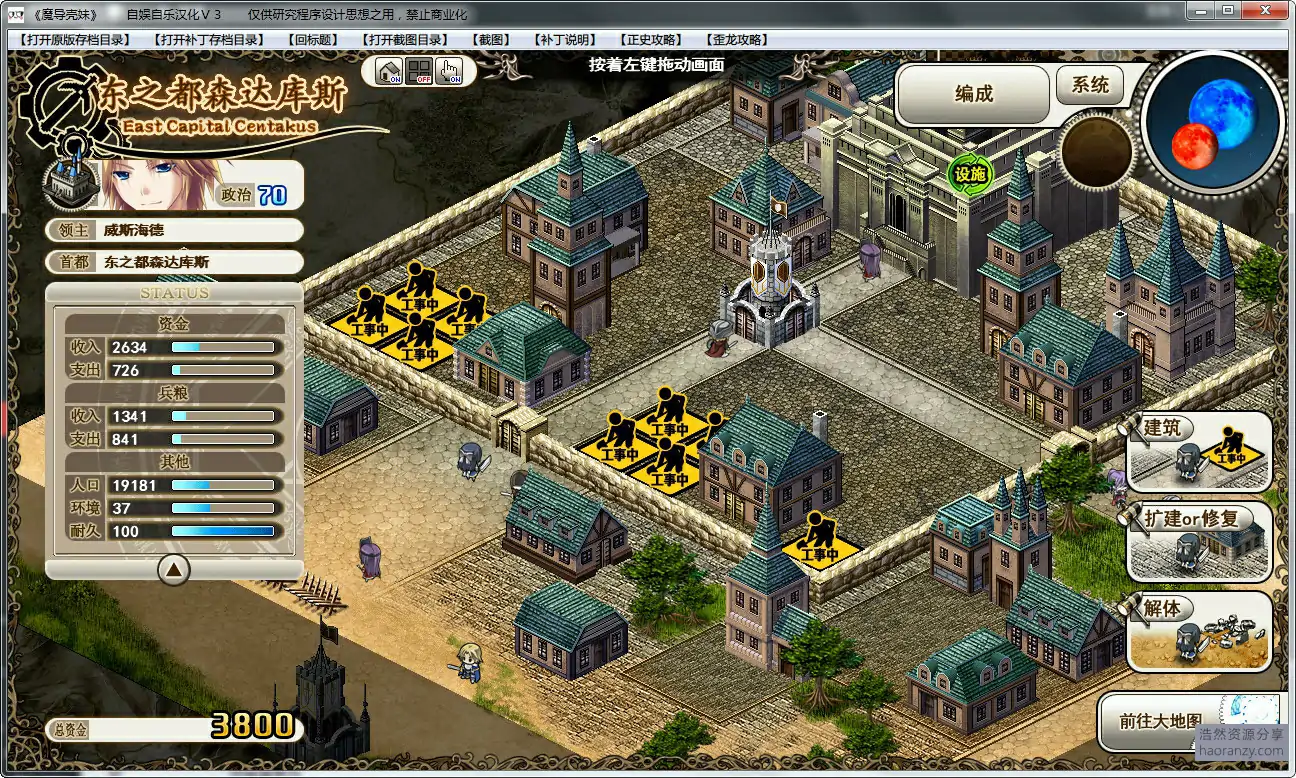 《魔导壳妹》 自娱自乐汉化V 3 仅供研究程序设计思想之用，禁止商业化
【打开原版存档目录】 【打开补丁存档目录】 【回标题】 【打开截图目录】 【截图】 【补丁说明】 【正史攻略】 【歪龙攻略】
按着左键拖动画面
ON OFF ON
编成
系统
东之都森达库斯
East Capital Centakus
设施
政治 70
领主 威斯海德
首都 东之都森达库斯
STATUS
资金
收入 2634
支出 726
兵粮
收入 1341
支出 841
其他
人口 19181
环境 37
耐久 100
工事中
工事中
工事中
工事中
工事中
工事中
工事中
工事中
建筑
工事中
扩建or修复
解体
总资金 3800
前往大地图
浩然资源分享
haoranzy.com